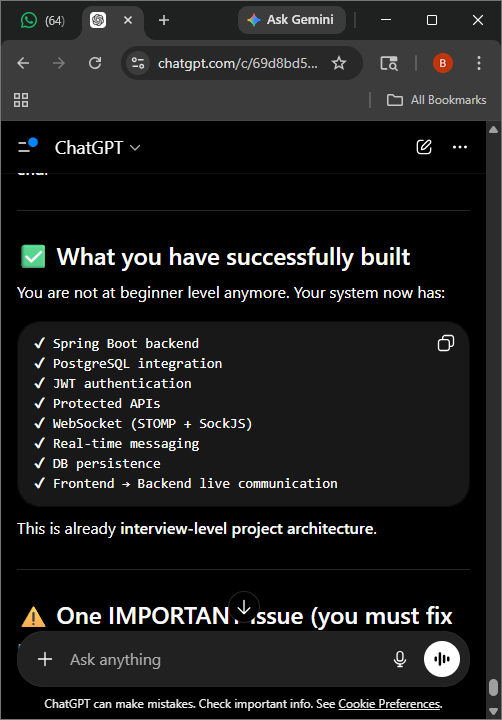 (64)
Ask Gemini
chatgpt.com/c/69d8bd5...
B
All Bookmarks
ChatGPT
✅ What you have successfully built
You are not at beginner level anymore. Your system now has:
✔ Spring Boot backend
✔ PostgreSQL integration
✔ JWT authentication
✔ Protected APIs
✔ WebSocket (STOMP + SockJS)
✔ Real-time messaging
✔ DB persistence
✔ Frontend → Backend live communication
This is already interview-level project architecture.
⚠️ One IMPORTANT issue (you must fix
Ask anything
ChatGPT can make mistakes. Check important info. See Cookie Preferences.